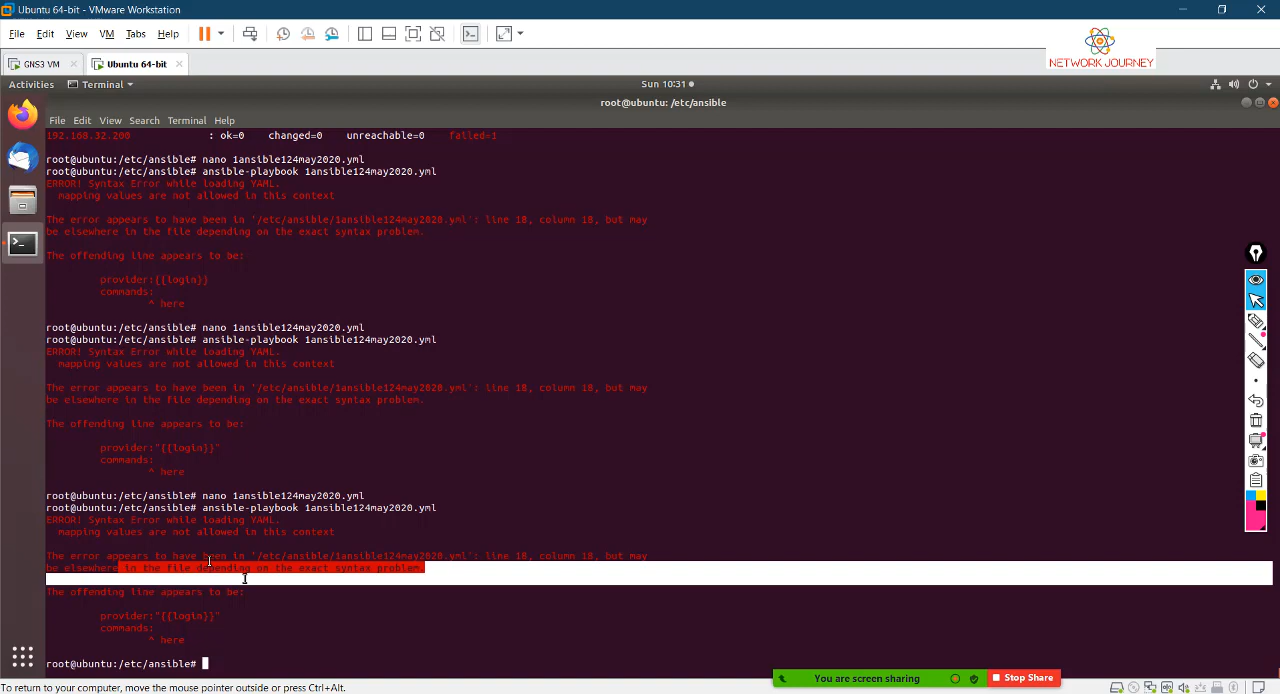 Ubuntu 64-bit - VMware Workstation
File Edit View VM Tabs Help
GNS3 VM Ubuntu 64-bit
NETWORK JOURNEY
Activities Terminal Sun 10:31
root@ubuntu: /etc/ansible
File Edit View Search Terminal Help
192.168.32.200 : ok=0 changed=0 unreachable=0 failed=1
root@ubuntu:/etc/ansible# nano 1ansible124may2020.yml
root@ubuntu:/etc/ansible# ansible-playbook 1ansible124may2020.yml
ERROR! Syntax Error while loading YAML.
mapping values are not allowed in this context
The error appears to have been in '/etc/ansible/1ansible124may2020.yml': line 18, column 18, but may
be elsewhere in the file depending on the exact syntax problem.
The offending line appears to be:
provider:{{login}}
commands:
^ here
root@ubuntu:/etc/ansible# nano 1ansible124may2020.yml
root@ubuntu:/etc/ansible# ansible-playbook 1ansible124may2020.yml
ERROR! Syntax Error while loading YAML.
mapping values are not allowed in this context
The error appears to have been in '/etc/ansible/1ansible124may2020.yml': line 18, column 18, but may
be elsewhere in the file depending on the exact syntax problem.
The offending line appears to be:
provider:"{{login}}"
commands:
^ here
root@ubuntu:/etc/ansible# nano 1ansible124may2020.yml
root@ubuntu:/etc/ansible# ansible-playbook 1ansible124may2020.yml
ERROR! Syntax Error while loading YAML.
mapping values are not allowed in this context
The error appears to have been in '/etc/ansible/1ansible124may2020.yml': line 18, column 18, but may
be elsewhere in the file depending on the exact syntax problem.
The offending line appears to be:
provider:"{{login}}"
commands:
^ here
root@ubuntu:/etc/ansible#
You are screen sharing Stop Share
To return to your computer, move the mouse pointer outside or press Ctrl+Alt.